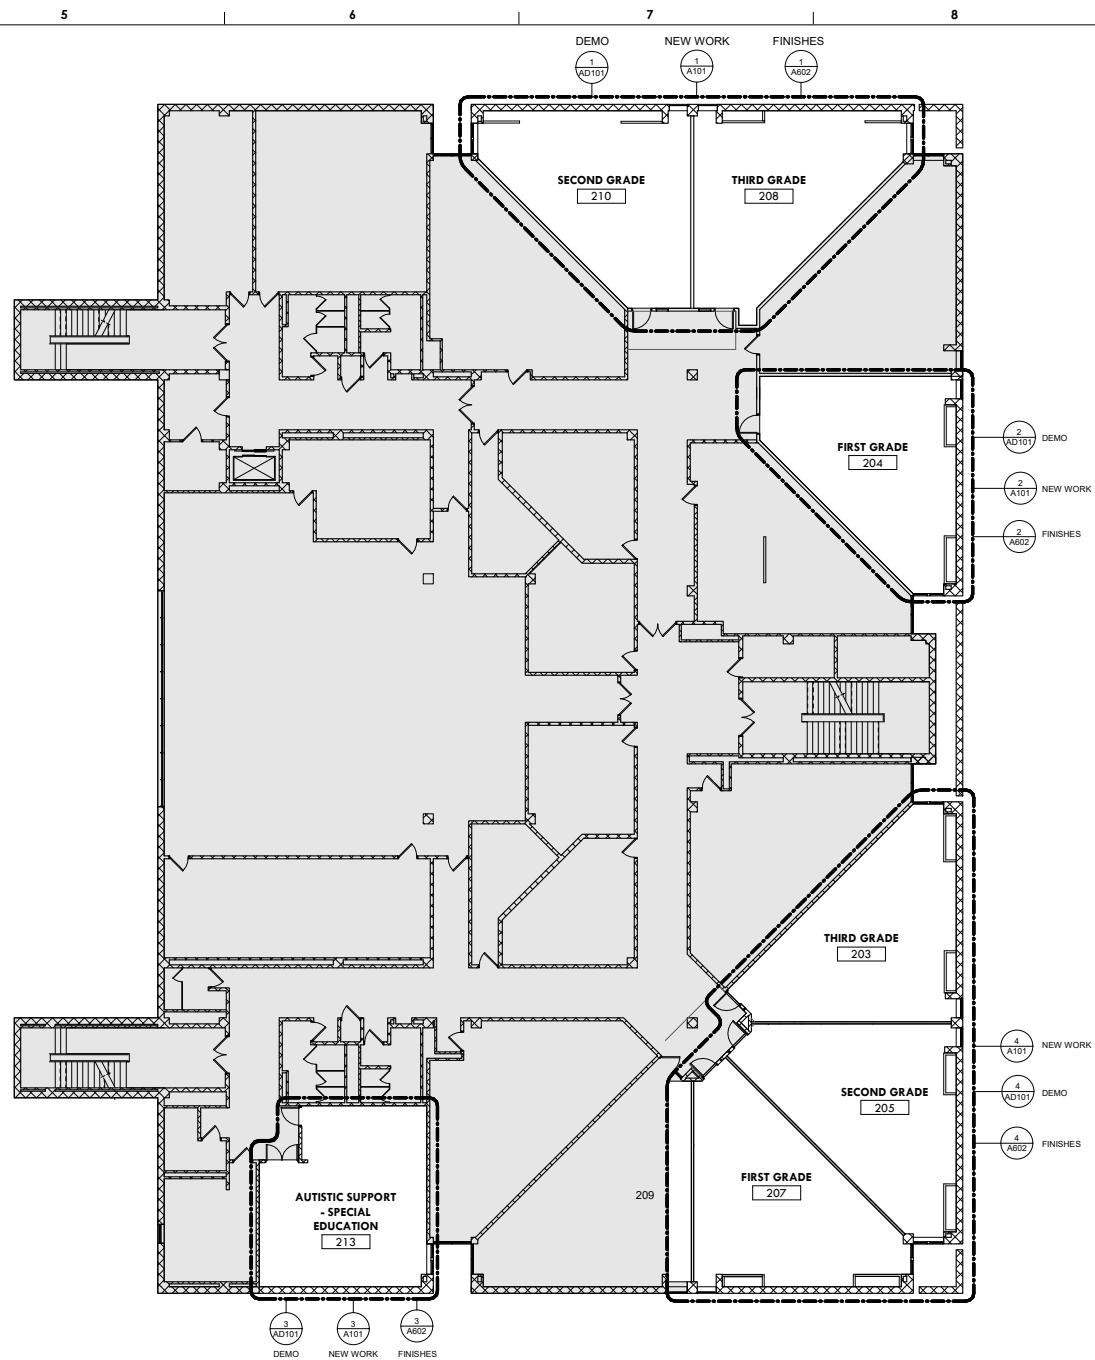 5 6 7 8
DEMO NEW WORK FINISHES
1 1 1
AD101 A101 A602
SECOND GRADE
210
THIRD GRADE
208
FIRST GRADE
204
2
AD101 DEMO
2
A101 NEW WORK
2
A602 FINISHES
THIRD GRADE
203
4
A101 NEW WORK
SECOND GRADE
205
4
AD101 DEMO
4
A602 FINISHES
FIRST GRADE
207
209
AUTISTIC SUPPORT
- SPECIAL
EDUCATION
213
3 3 3
AD101 A101 A602
DEMO NEW WORK FINISHES